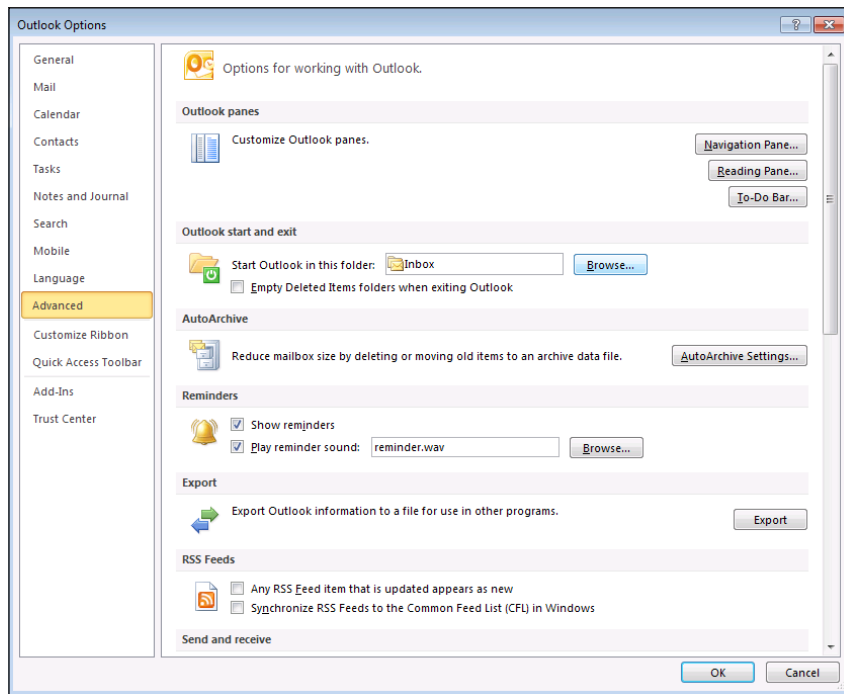 Outlook Options
General
Mail
Calendar
Contacts
Tasks
Notes and Journal
Search
Mobile
Language
Advanced
Customize Ribbon
Quick Access Toolbar
Add-Ins
Trust Center
Options for working with Outlook.
Outlook panes
Customize Outlook panes.
Navigation Pane...
Reading Pane...
To-Do Bar...
Outlook start and exit
Start Outlook in this folder: Inbox Browse...
Empty Deleted Items folders when exiting Outlook
AutoArchive
Reduce mailbox size by deleting or moving old items to an archive data file. AutoArchive Settings...
Reminders
Show reminders
Play reminder sound: reminder.wav Browse...
Export
Export Outlook information to a file for use in other programs.
Export
RSS Feeds
Any RSS Feed item that is updated appears as new
Synchronize RSS Feeds to the Common Feed List (CFL) in Windows
Send and receive
OK Cancel